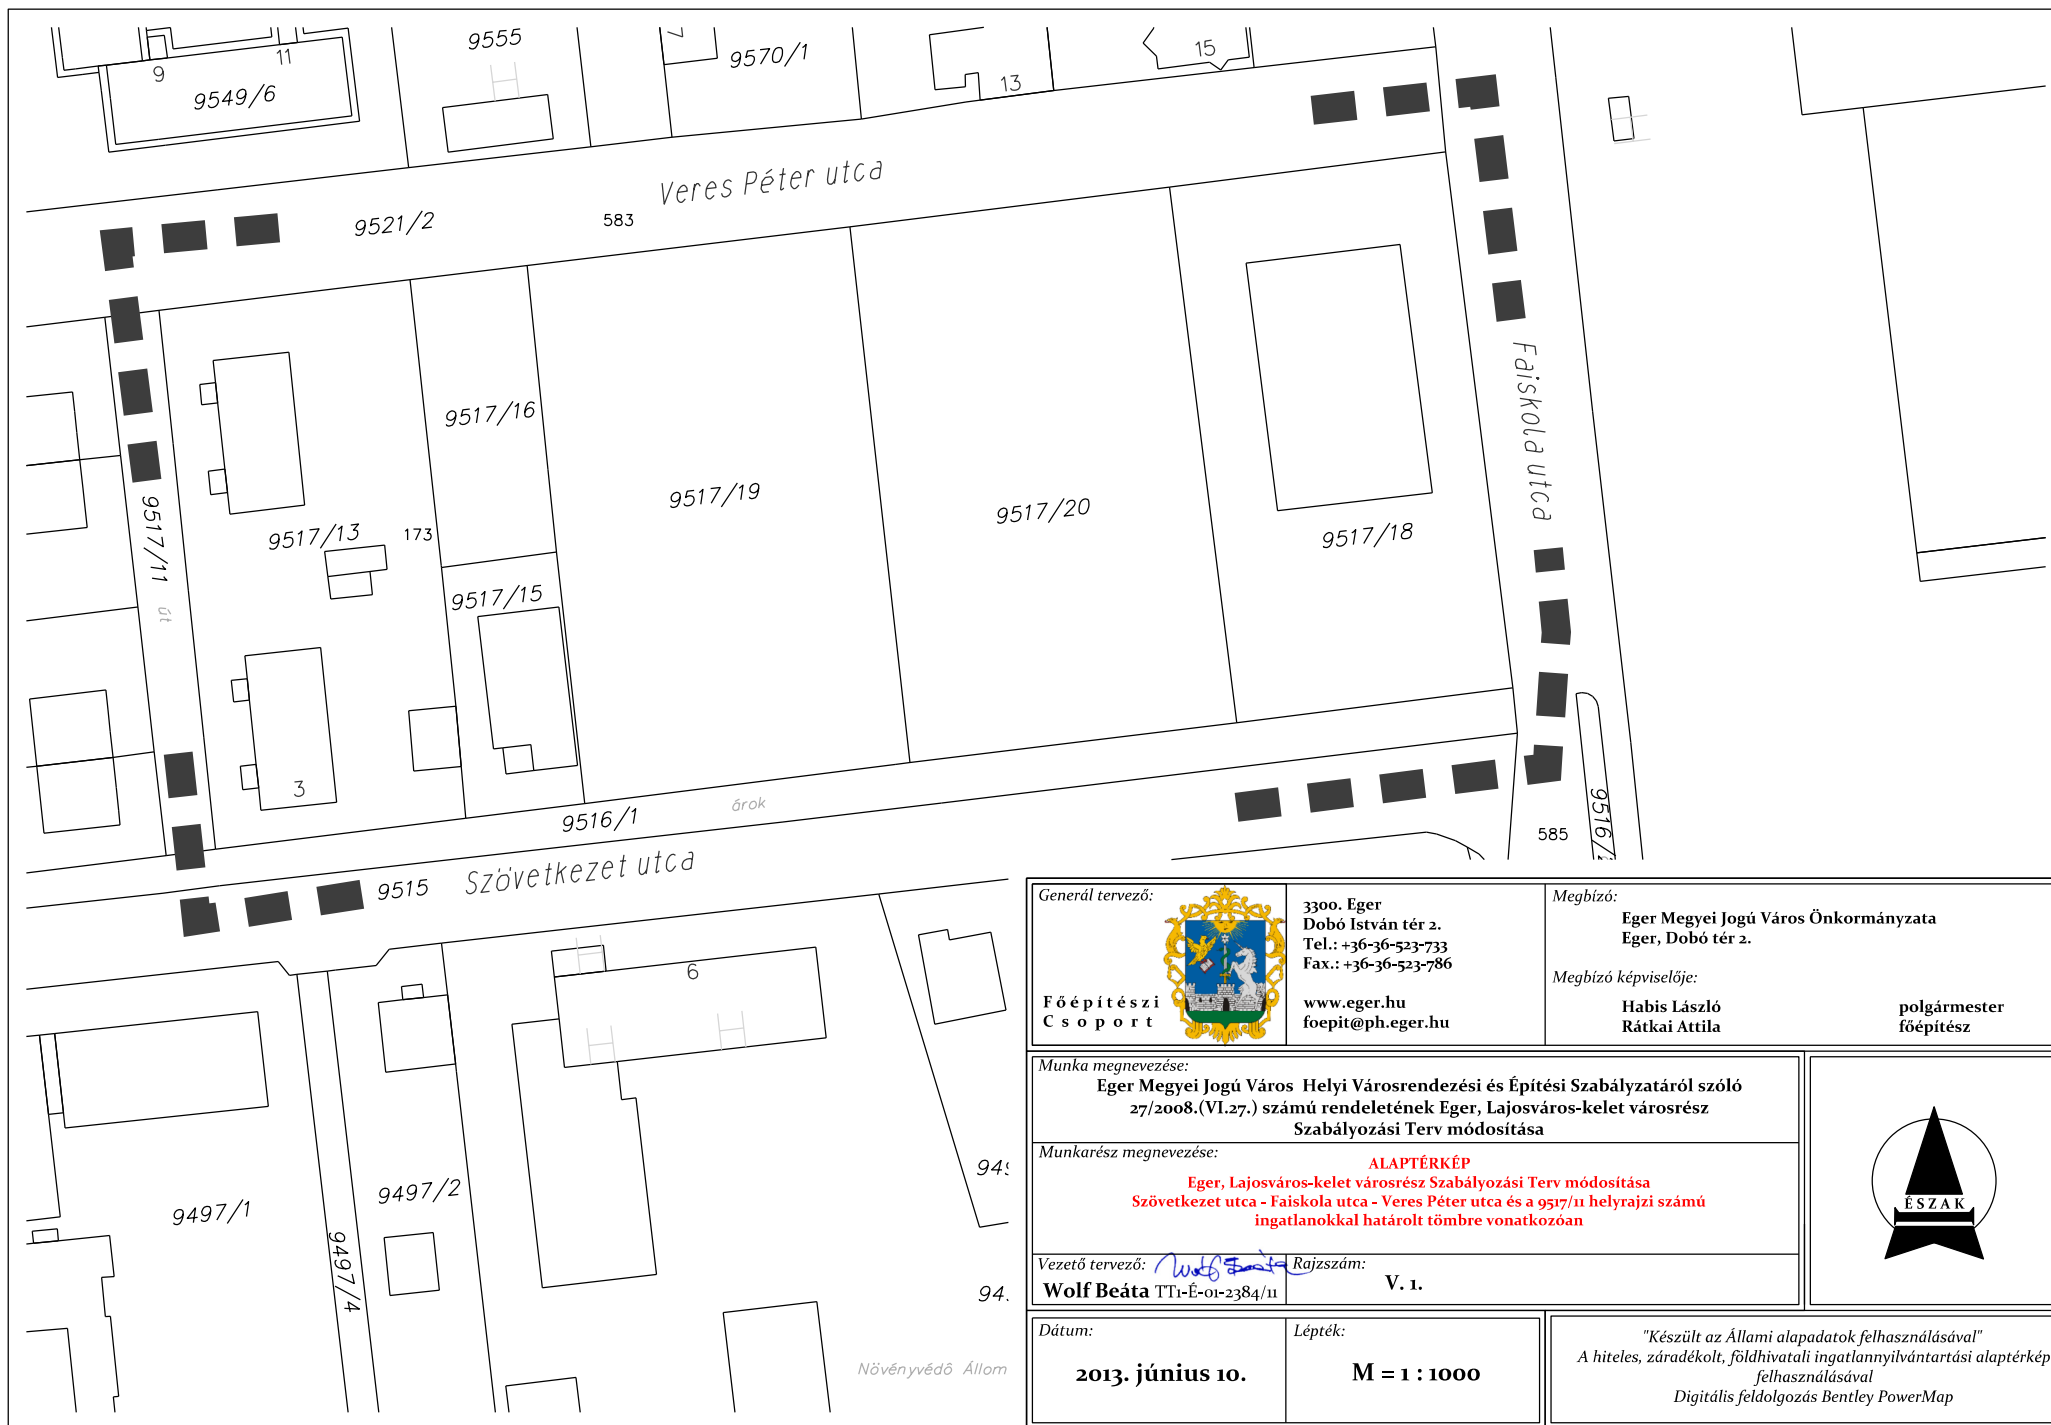 9555
9570/1
15
13
11
9
9549/6
Veres Péter utca
9521/2
583
Faiskola utca
9517/16
9517/19
9517/20
9517/18
9517/13
173
9517/11
út
9517/15
3
9516/1
árok
585
Szövetkezet utca
9515
6
9497/1
9497/2
9497/4
Növényvédő Állom
Generál tervező:
Főépítészi
Csoport
3300. Eger
Dobó István tér 2.
Tel.: +36-36-523-733
Fax.: +36-36-523-786
www.eger.hu
foepit@ph.eger.hu
Megbízó:
Eger Megyei Jogú Város Önkormányzata
Eger, Dobó tér 2.
Megbízó képviselője:
Habis László polgármester
Rátkai Attila főépítész
Munka megnevezése:
Eger Megyei Jogú Város Helyi Városrendezési és Építési Szabályzatáról szóló
27/2008.(VI.27.) számú rendeletének Eger, Lajosváros-kelet városrész
Szabályozási Terv módosítása
Munkarész megnevezése:
ALAPTÉRKÉP
Eger, Lajosváros-kelet városrész Szabályozási Terv módosítása
Szövetkezet utca - Faiskola utca - Veres Péter utca és a 9517/11 helyrajzi számú
ingatlanokkal határolt tömbre vonatkozóan
ÉSZAK
Vezető tervező:
Wolf Beáta
Wolf Beáta TT1-É-01-2384/11
Rajzszám:
V. 1.
Dátum:
2013. június 10.
Lépték:
M = 1 : 1000
"Készült az Állami alapadatok felhasználásával"
A hiteles, záradékolt, földhivatali ingatlannyilvántartási alaptérkép
felhasználásával
Digitális feldolgozás Bentley PowerMap